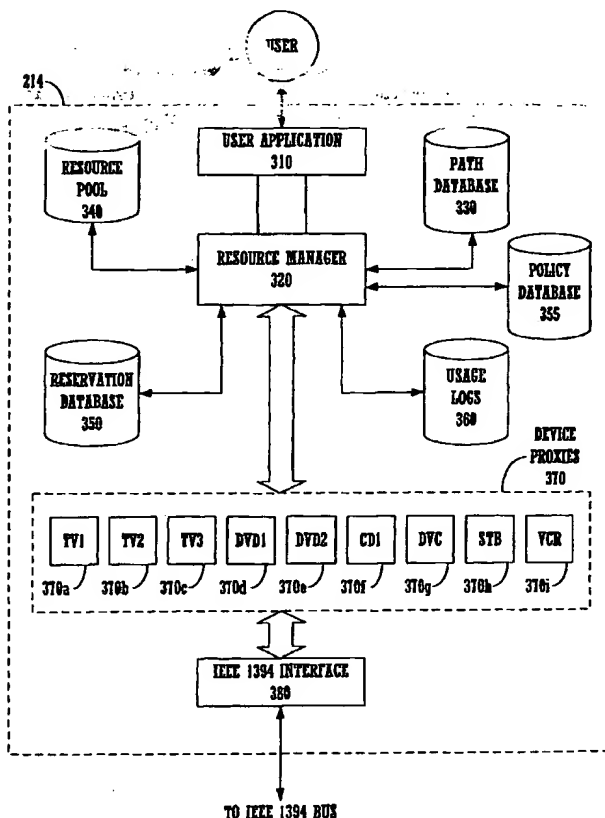 USER
214
USER APPLICATION
310
RESOURCE
POOL
340
PATH
DATABASE
330
RESOURCE MANAGER
320
POLICY
DATABASE
355
RESERVATION
DATABASE
350
USAGE
LOGS
360
DEVICE
PROXIES
370
TV1 TV2 TV3 DVD1 DVD2 CD1 DVC STB VCR
370a 370b 370c 370d 370e 370f 370g 370h 370i
IEEE 1394 INTERFACE
380
TO IEEE 1394 BUS